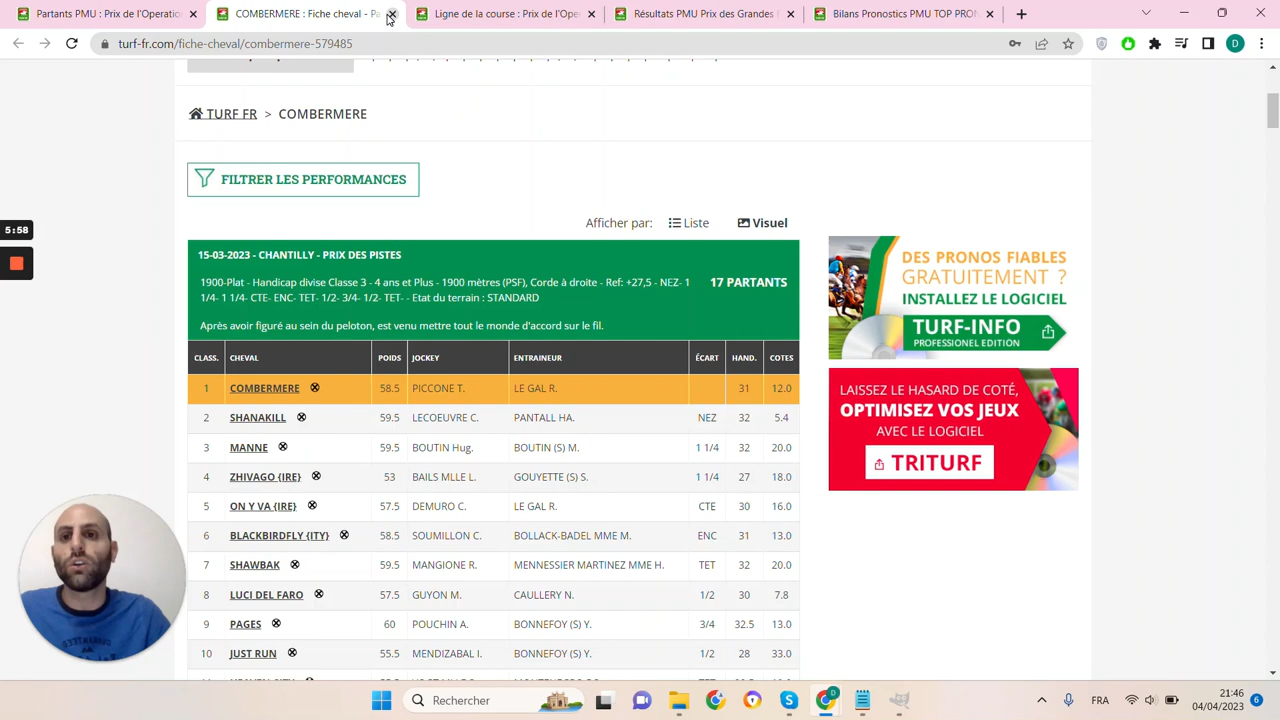 Partants PMU : Prix de l'Operation
COMBERMERE : Fiche cheval - Pa
Ligne de la course : Prix de l'Ope
Résultats PMU Prix des Grandes
Bilans Pronostics PMU TOP PRON
turf-fr.com/fiche-cheval/combermere-579485
D
TURF FR > COMBERMERE
FILTRER LES PERFORMANCES
Afficher par: Liste Visuel
5:58
15-03-2023 - CHANTILLY - PRIX DES PISTES
1900-Plat - Handicap divise Classe 3 - 4 ans et Plus - 1900 mètres (PSF), Corde à droite - Ref: +27,5 - NEZ- 1
1/4- 1 1/4- CTE- ENC- TET- 1/2- 3/4- 1/2- TET- - Etat du terrain : STANDARD
17 PARTANTS
Après avoir figuré au sein du peloton, est venu mettre tout le monde d'accord sur le fil.
CLASS. CHEVAL POIDS JOCKEY ENTRAINEUR ÉCART HAND. COTES
1 COMBERMERE 58.5 PICCONE T. LE GAL R. 31 12.0
2 SHANAKILL 59.5 LECOEUVRE C. PANTALL HA. NEZ 32 5.4
3 MANNE 59.5 BOUTIN Hug. BOUTIN (S) M. 1 1/4 32 20.0
4 ZHIVAGO {IRE} 53 BAILS MLLE L. GOUYETTE (S) S. 1 1/4 27 18.0
5 ON Y VA {IRE} 57.5 DEMURO C. LE GAL R. CTE 30 16.0
6 BLACKBIRDFLY {ITY} 58.5 SOUMILLON C. BOLLACK-BADEL MME M. ENC 31 13.0
7 SHAWBAK 59.5 MANGIONE R. MENNESSIER MARTINEZ MME H. TET 32 20.0
8 LUCI DEL FARO 57.5 GUYON M. CAULLERY N. 1/2 30 7.8
9 PAGES 60 POUCHIN A. BONNEFOY (S) Y. 3/4 32.5 13.0
10 JUST RUN 55.5 MENDIZABAL I. BONNEFOY (S) Y. 1/2 28 33.0
DES PRONOS FIABLES
GRATUITEMENT ?
INSTALLEZ LE LOGICIEL
TURF-INFO
PROFESSIONEL EDITION
LAISSEZ LE HASARD DE COTÉ,
OPTIMISEZ VOS JEUX
AVEC LE LOGICIEL
TRITURF
Rechercher
FRA
21:46
04/04/2023
6